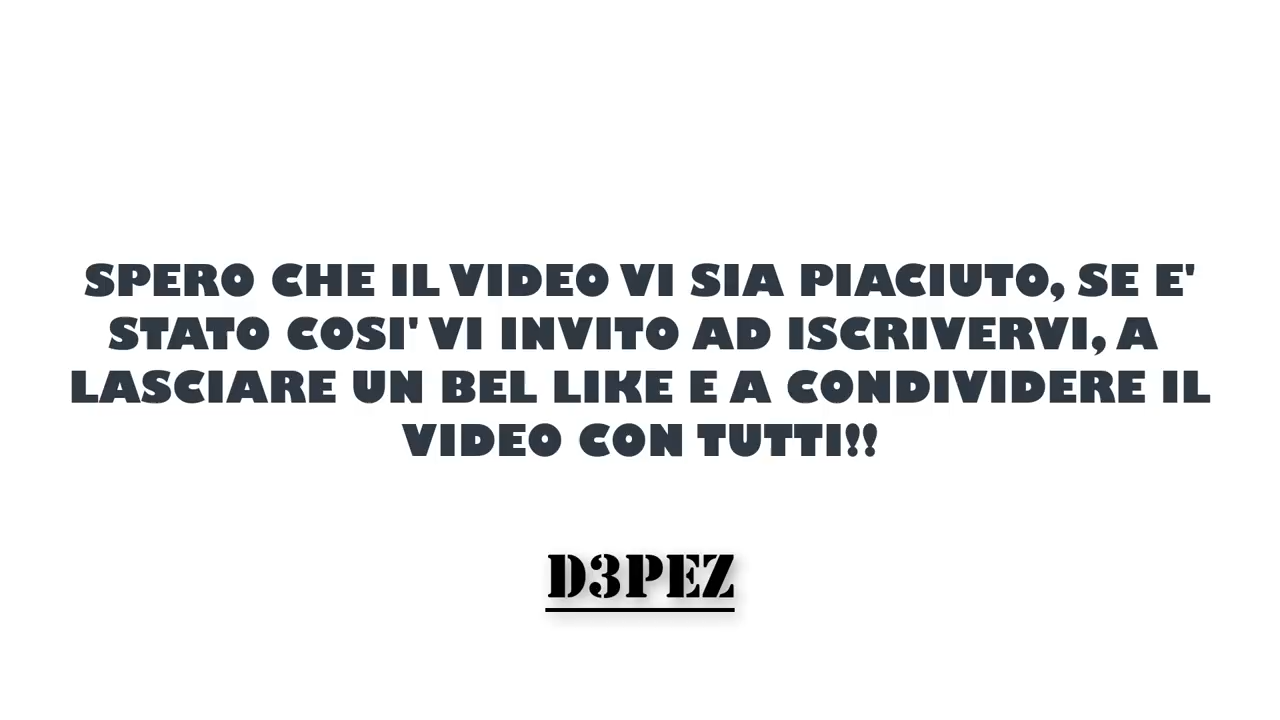 SPERO CHE IL VIDEO VI SIA PIACIUTO, SE E'
STATO COSI' VI INVITO AD ISCRIVERVI, A
LASCIARE UN BEL LIKE E A CONDIVIDERE IL
VIDEO CON TUTTI!!
D3PEZ